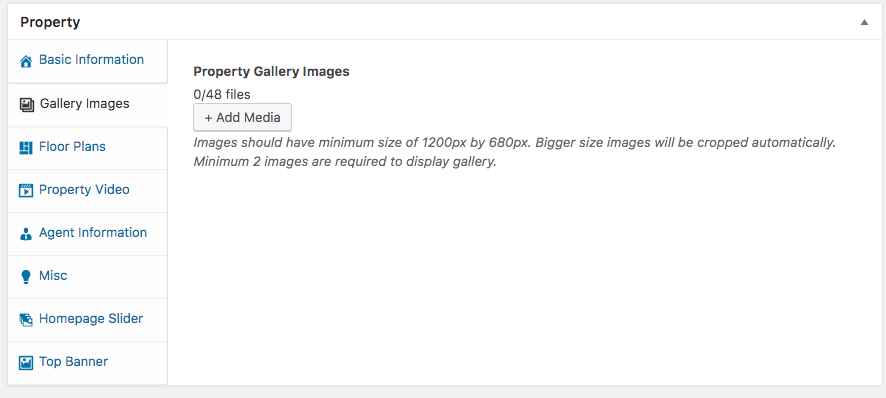 Property
Basic Information
Gallery Images
Floor Plans
Property Video
Agent Information
Misc
Homepage Slider
Top Banner
Property Gallery Images
0/48 files
+ Add Media
Images should have minimum size of 1200px by 680px. Bigger size images will be cropped automatically.
Minimum 2 images are required to display gallery.